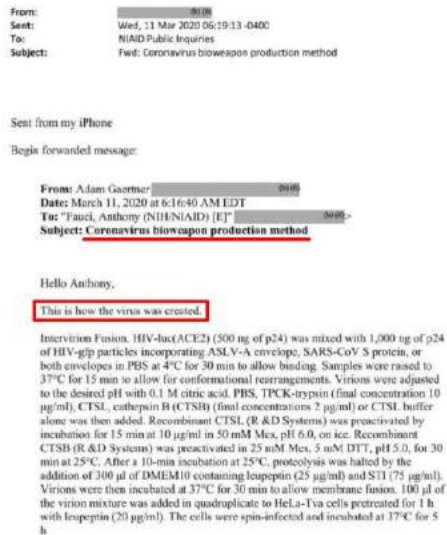 From:
Sent: Wed, 11 Mar 2020 06:19:13 -0400
To: NIAID Public Inquiries
Subject: Fwd: Coronavirus bioweapon production method
Sent from my iPhone
Begin forwarded message:
From: Adam Gaertner
Date: March 11, 2020 at 6:16:40 AM EDT
To: "Fauci, Anthony (NIH/NIAID) [E]" >
Subject: Coronavirus bioweapon production method
Hello Anthony,
This is how the virus was created.
Intervirion Fusion. HIV-luc(ACE2) (500 ng of p24) was mixed with 1,000 ng of p24
of HIV-gfp particles incorporating ASLV-A envelope, SARS-CoV S protein, or
both envelopes in PBS at 4°C for 30 min to allow binding. Samples were raised to
37°C for 15 min to allow for conformational rearrangements. Virions were adjusted
to the desired pH with 0.1 M citric acid. PBS, TPCK-trypsin (final concentration 10
µg/ml), CTSL, cathepsin B (CTSB) (final concentrations 2 µg/ml) or CTSL buffer
alone was then added. Recombinant CTSL (R &D Systems) was preactivated by
incubation for 15 min at 10 µg/ml in 50 mM Mes, pH 6.0, on ice. Recombinant
CTSB (R &D Systems) was preactivated in 25 mM Mes, 5 mM DTT, pH 5.0, for 30
min at 25°C. After a 10-min incubation at 25°C, proteolysis was halted by the
addition of 300 µl of DMEM10 containing leupeptin (25 µg/ml) and STI (75 µg/ml).
Virions were then incubated at 37°C for 30 min to allow membrane fusion. 100 µl of
the virion mixture was added in quadruplicate to HeLa-Tva cells pretreated for 1 h
with leupeptin (20 µg/ml). The cells were spin-infected and incubated at 37°C for 5
h